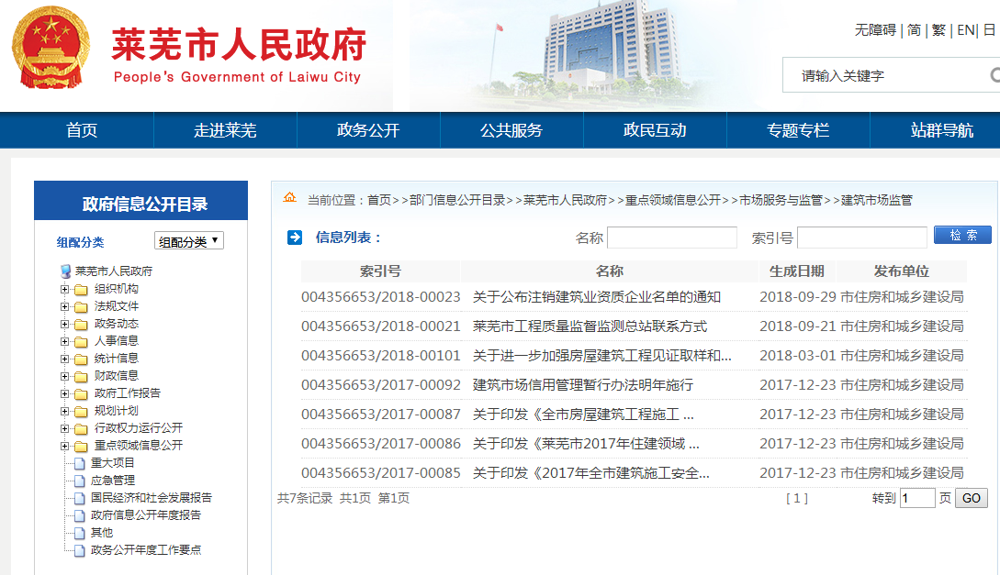 莱芜市人民政府
People's Government of Laiwu City
无障碍 | 简 | 繁 | EN| 日
请输入关键字
首页 走进莱芜 政务公开 公共服务 政民互动 专题专栏 站群导航
政府信息公开目录
组配分类 组配分类
莱芜市人民政府
组织机构
法规文件
政务动态
人事信息
统计信息
财政信息
政府工作报告
规划计划
行政权力运行公开
重点领域信息公开
重大项目
应急管理
国民经济和社会发展报告
政府信息公开年度报告
其他
政务公开年度工作要点
当前位置：首页>>部门信息公开目录>>莱芜市人民政府>>重点领域信息公开>>市场服务与监管>>建筑市场监管
信息列表： 名称 索引号 检 索
索引号 名称 生成日期 发布单位
004356653/2018-00023 关于公布注销建筑业资质企业名单的通知 2018-09-29 市住房和城乡建设局
004356653/2018-00021 莱芜市工程质量监督监测总站联系方式 2018-09-21 市住房和城乡建设局
004356653/2018-00101 关于进一步加强房屋建筑工程见证取样和... 2018-03-01 市住房和城乡建设局
004356653/2017-00092 建筑市场信用管理暂行办法明年施行 2017-12-23 市住房和城乡建设局
004356653/2017-00087 关于印发《全市房屋建筑工程施工 ... 2017-12-23 市住房和城乡建设局
004356653/2017-00086 关于印发《莱芜市2017年住建领域 ... 2017-12-23 市住房和城乡建设局
004356653/2017-00085 关于印发《2017年全市建筑施工安全... 2017-12-23 市住房和城乡建设局
共7条记录 共1页 第1页 [ 1 ] 转到 1 页 GO